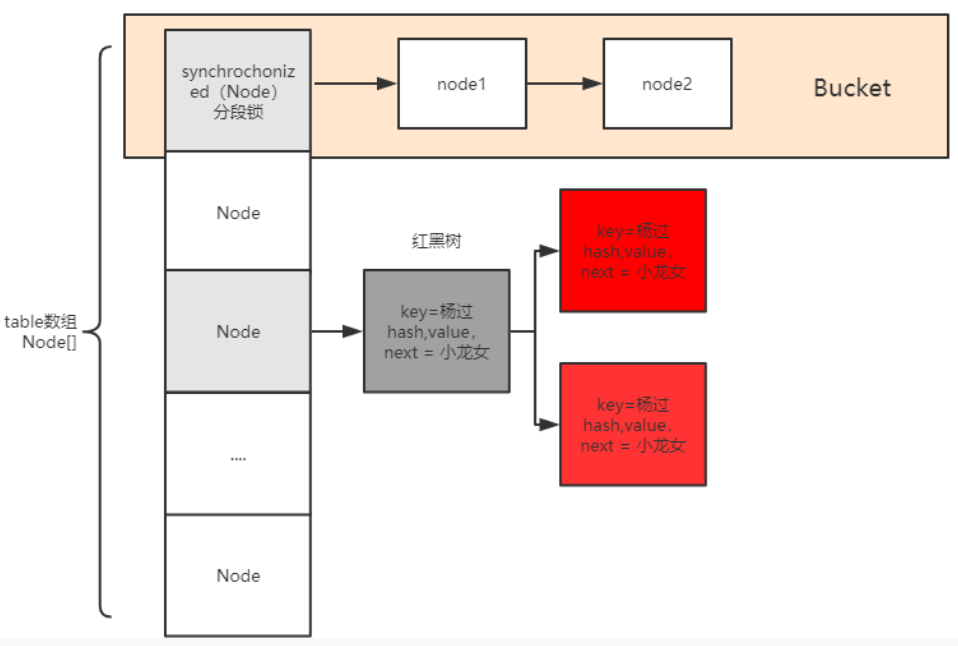 synchrochoniz
ed（Node）
分段锁
node1
node2
Bucket
Node
红黑树
key=杨过
hash,value，
next = 小龙女
table数组
Node[]
Node
key=杨过
hash,value，
next = 小龙女
key=杨过
hash,value，
next = 小龙女
....
Node